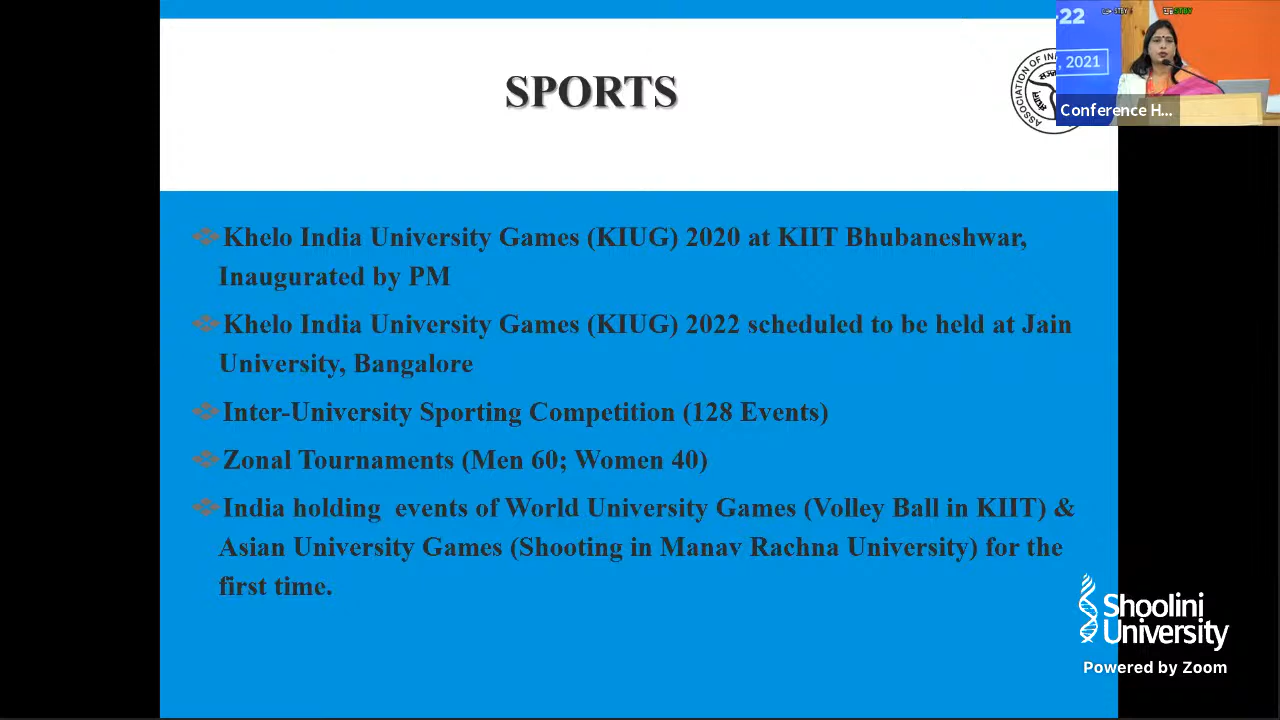 SPORTS
-22
, 2021
Conference H...
ASSOCIATION OF IN
Khelo India University Games (KIUG) 2020 at KIIT Bhubaneshwar,
Inaugurated by PM
Khelo India University Games (KIUG) 2022 scheduled to be held at Jain
University, Bangalore
Inter-University Sporting Competition (128 Events)
Zonal Tournaments (Men 60; Women 40)
India holding  events of World University Games (Volley Ball in KIIT) &
Asian University Games (Shooting in Manav Rachna University) for the
first time.
Shoolini
University
Powered by Zoom